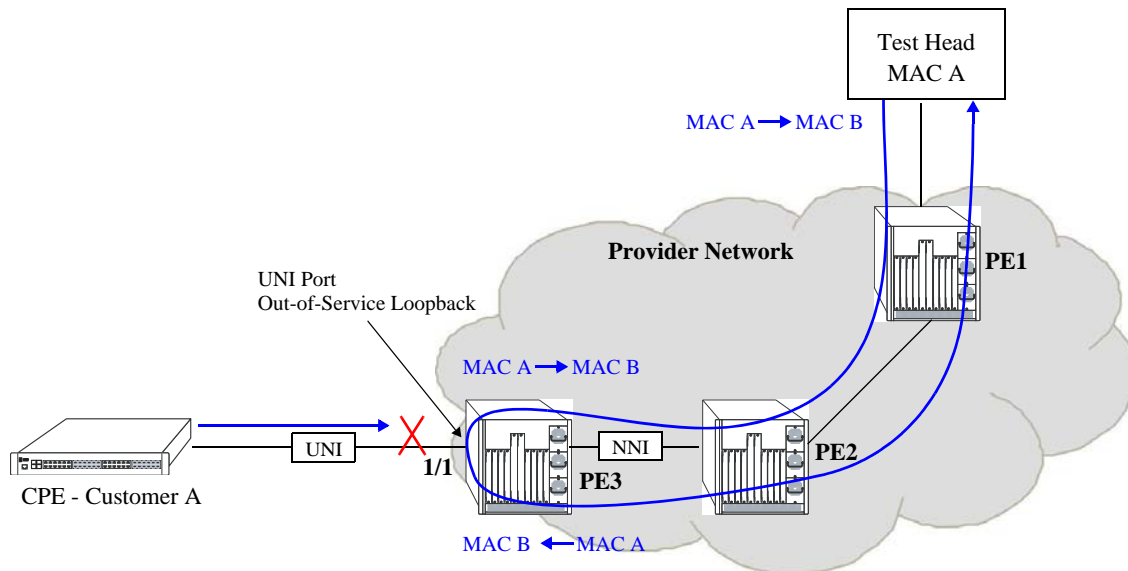 Test Head
MAC A
MAC A → MAC B
Provider Network
PE1
UNI Port
Out-of-Service Loopback
MAC A → MAC B
UNI
1/1
NNI
PE2
PE3
CPE - Customer A
MAC B ← MAC A